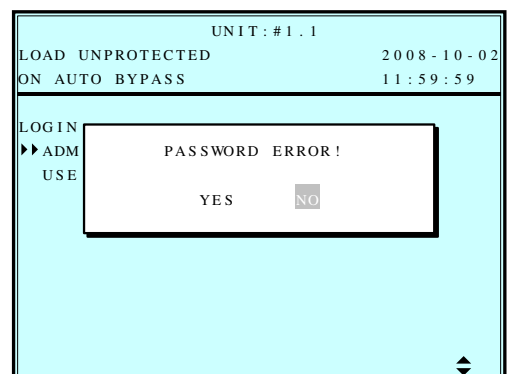 UNIT:#1.1
LOAD UNPROTECTED 2008-10-02
ON AUTO BYPASS 11:59:59
LOGIN
ADM
USE
PASSWORD ERROR!
YES NO